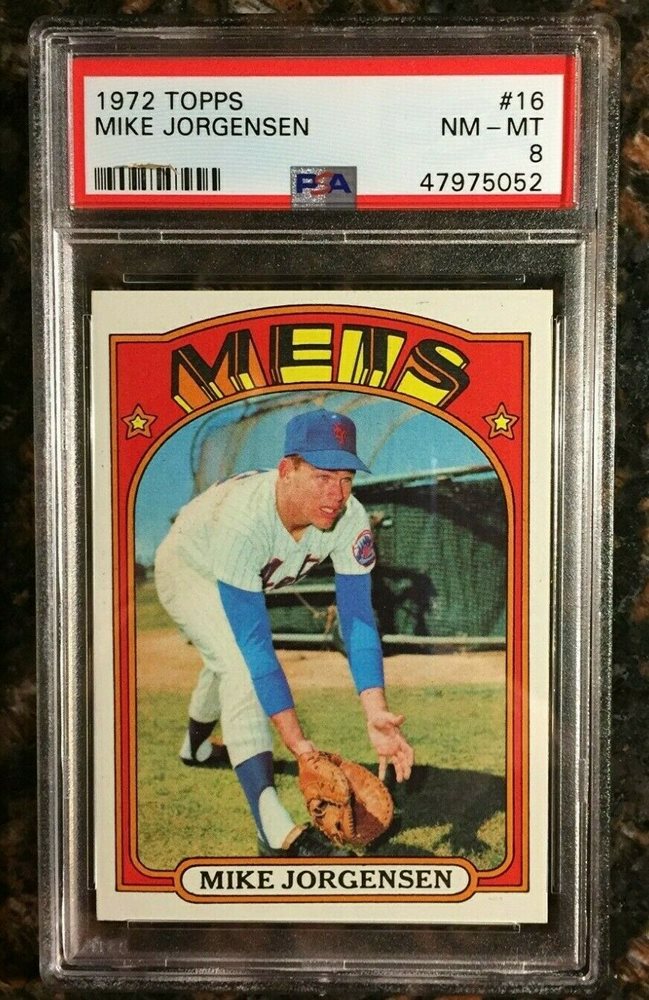 1972 TOPPS #16
MIKE JORGENSEN NM – MT
8
PSA 47975052
METS
MIKE JORGENSEN